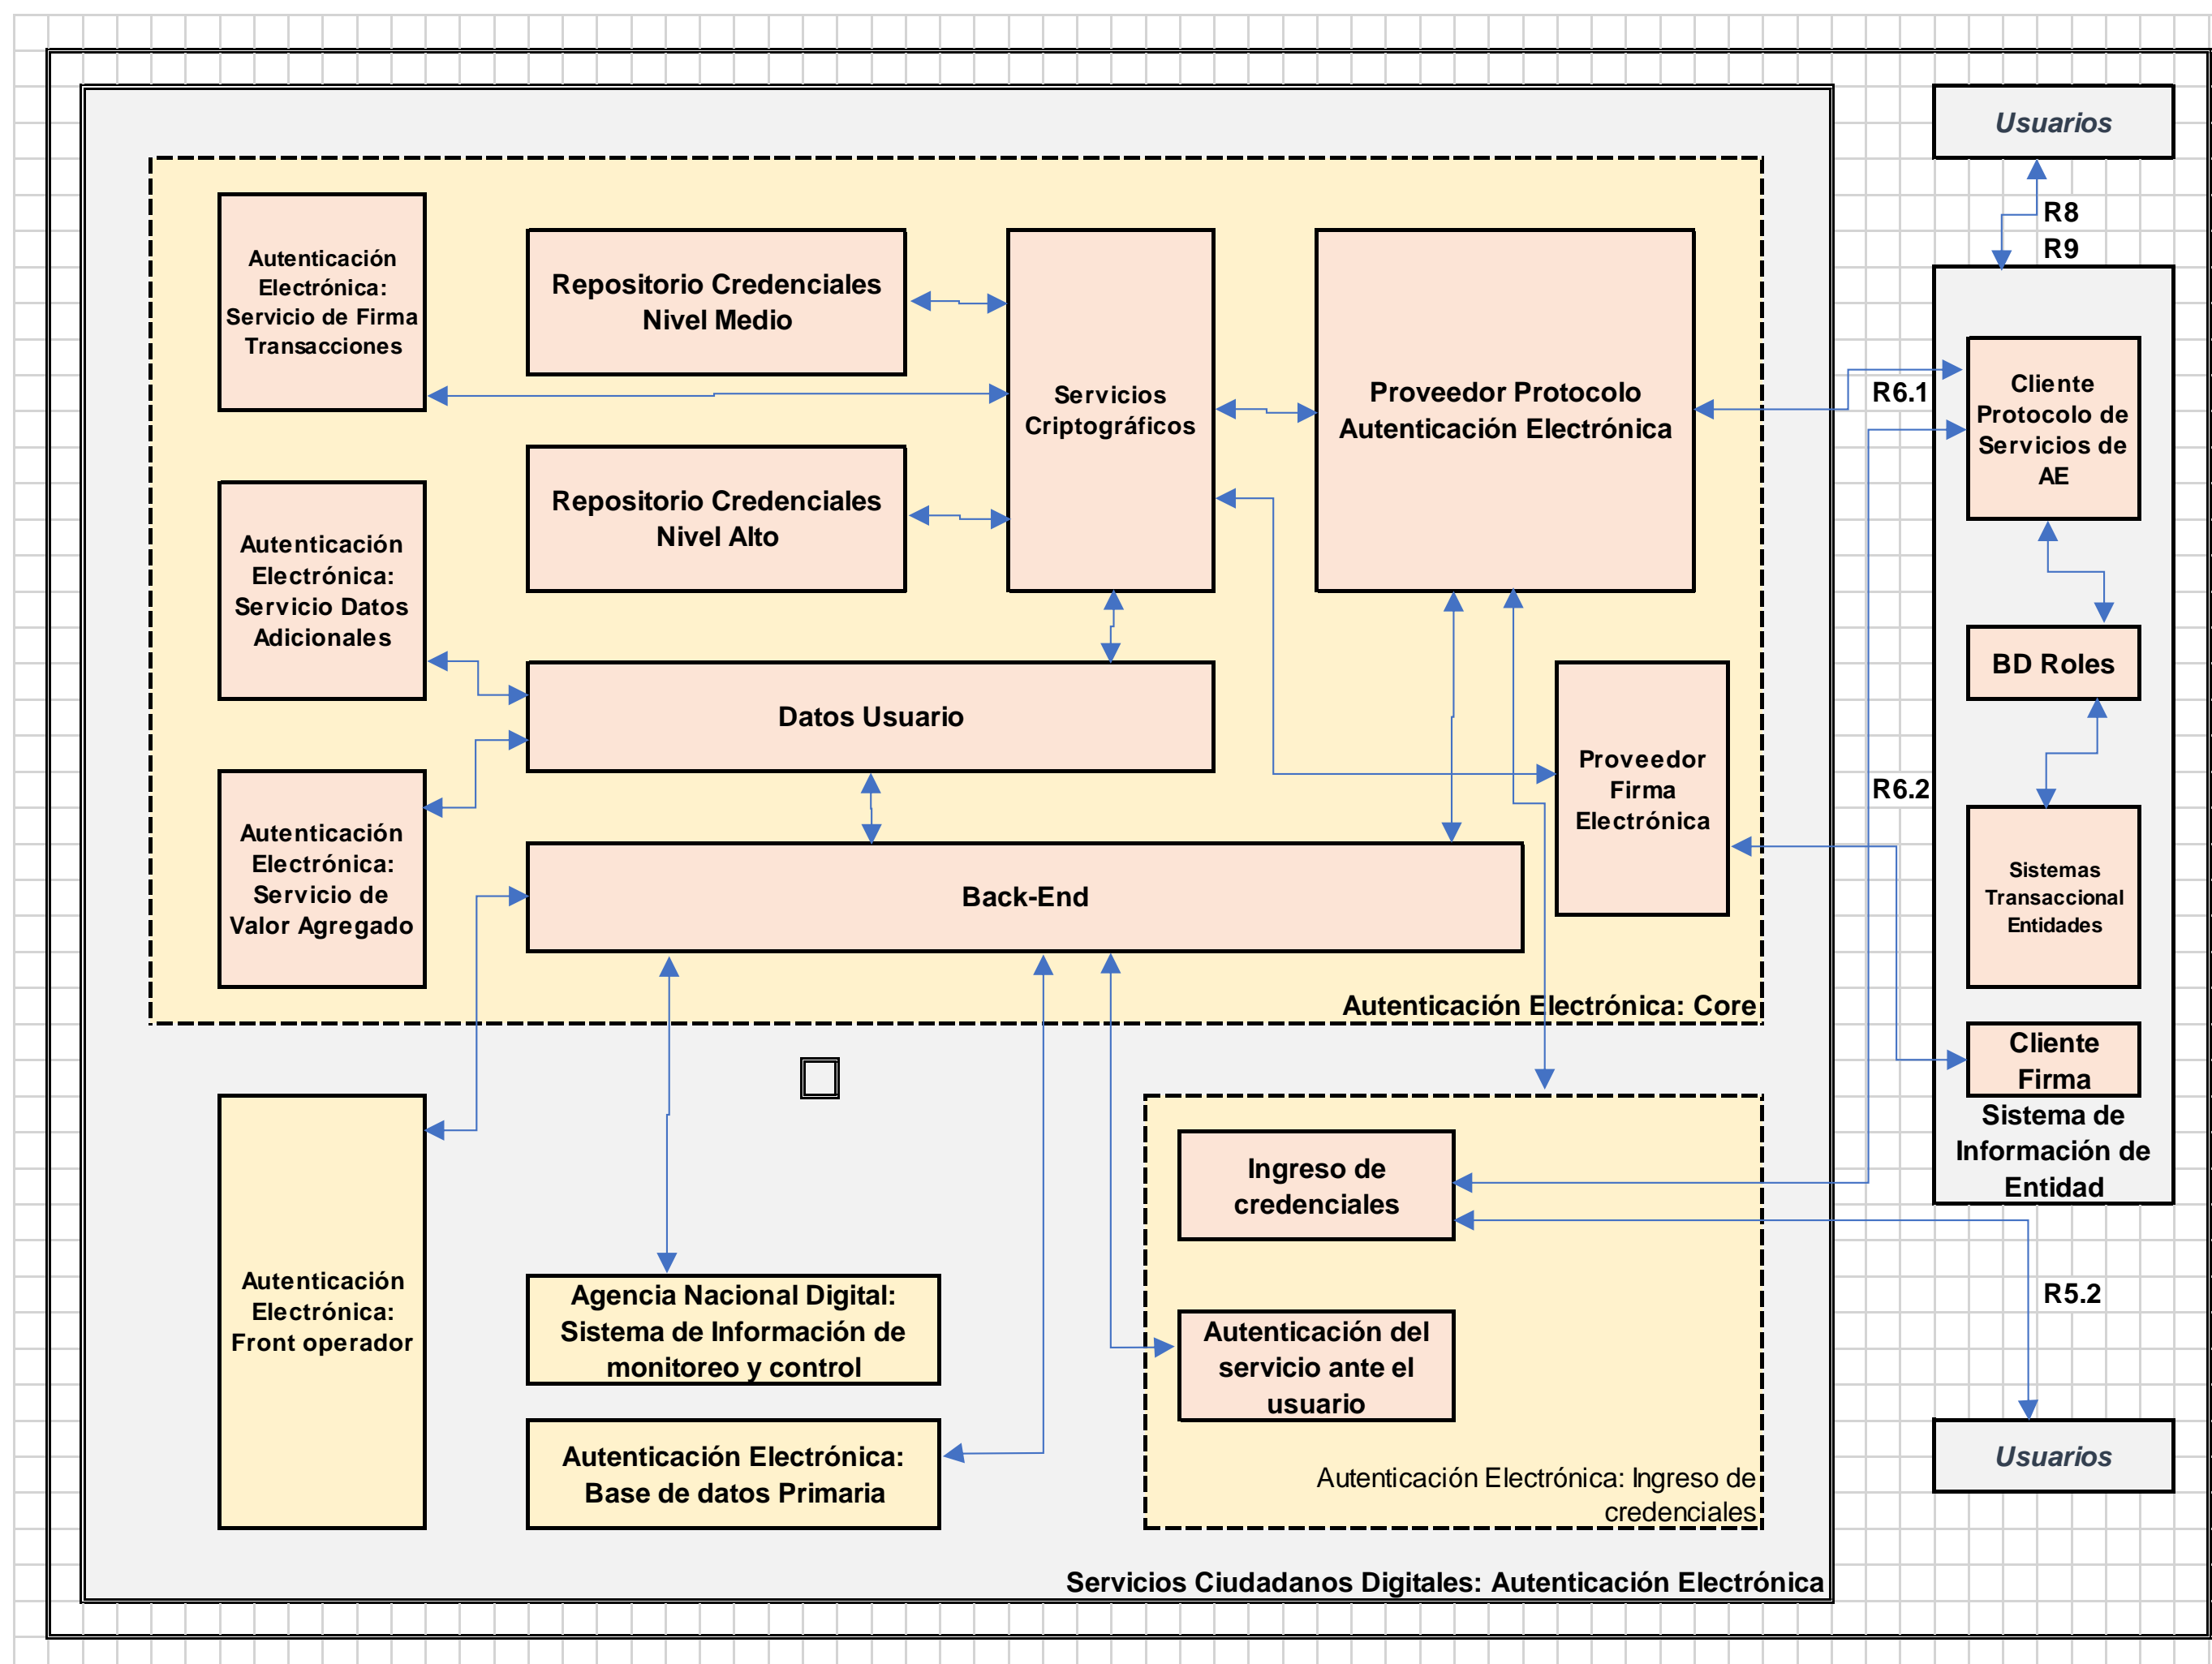 Usuarios
R8
R9
Autenticación
Electrónica:
Servicio de Firma
Transacciones
Repositorio Credenciales
Nivel Medio
Servicios
Criptográficos
Proveedor Protocolo
Autenticación Electrónica
R6.1
Cliente
Protocolo de
Servicios de
AE
Repositorio Credenciales
Nivel Alto
Autenticación
Electrónica:
Servicio Datos
Adicionales
BD Roles
Datos Usuario
Proveedor
Firma
Electrónica
R6.2
Autenticación
Electrónica:
Servicio de
Valor Agregado
Back-End
Sistemas
Transaccional
Entidades
Autenticación Electrónica: Core
Cliente
Firma
Sistema de
Información de
Entidad
Ingreso de
credenciales
Autenticación
Electrónica:
Front operador
Agencia Nacional Digital:
Sistema de Información de
monitoreo y control
R5.2
Autenticación del
servicio ante el
usuario
Autenticación Electrónica:
Base de datos Primaria
Autenticación Electrónica: Ingreso de
credenciales
Usuarios
Servicios Ciudadanos Digitales: Autenticación Electrónica